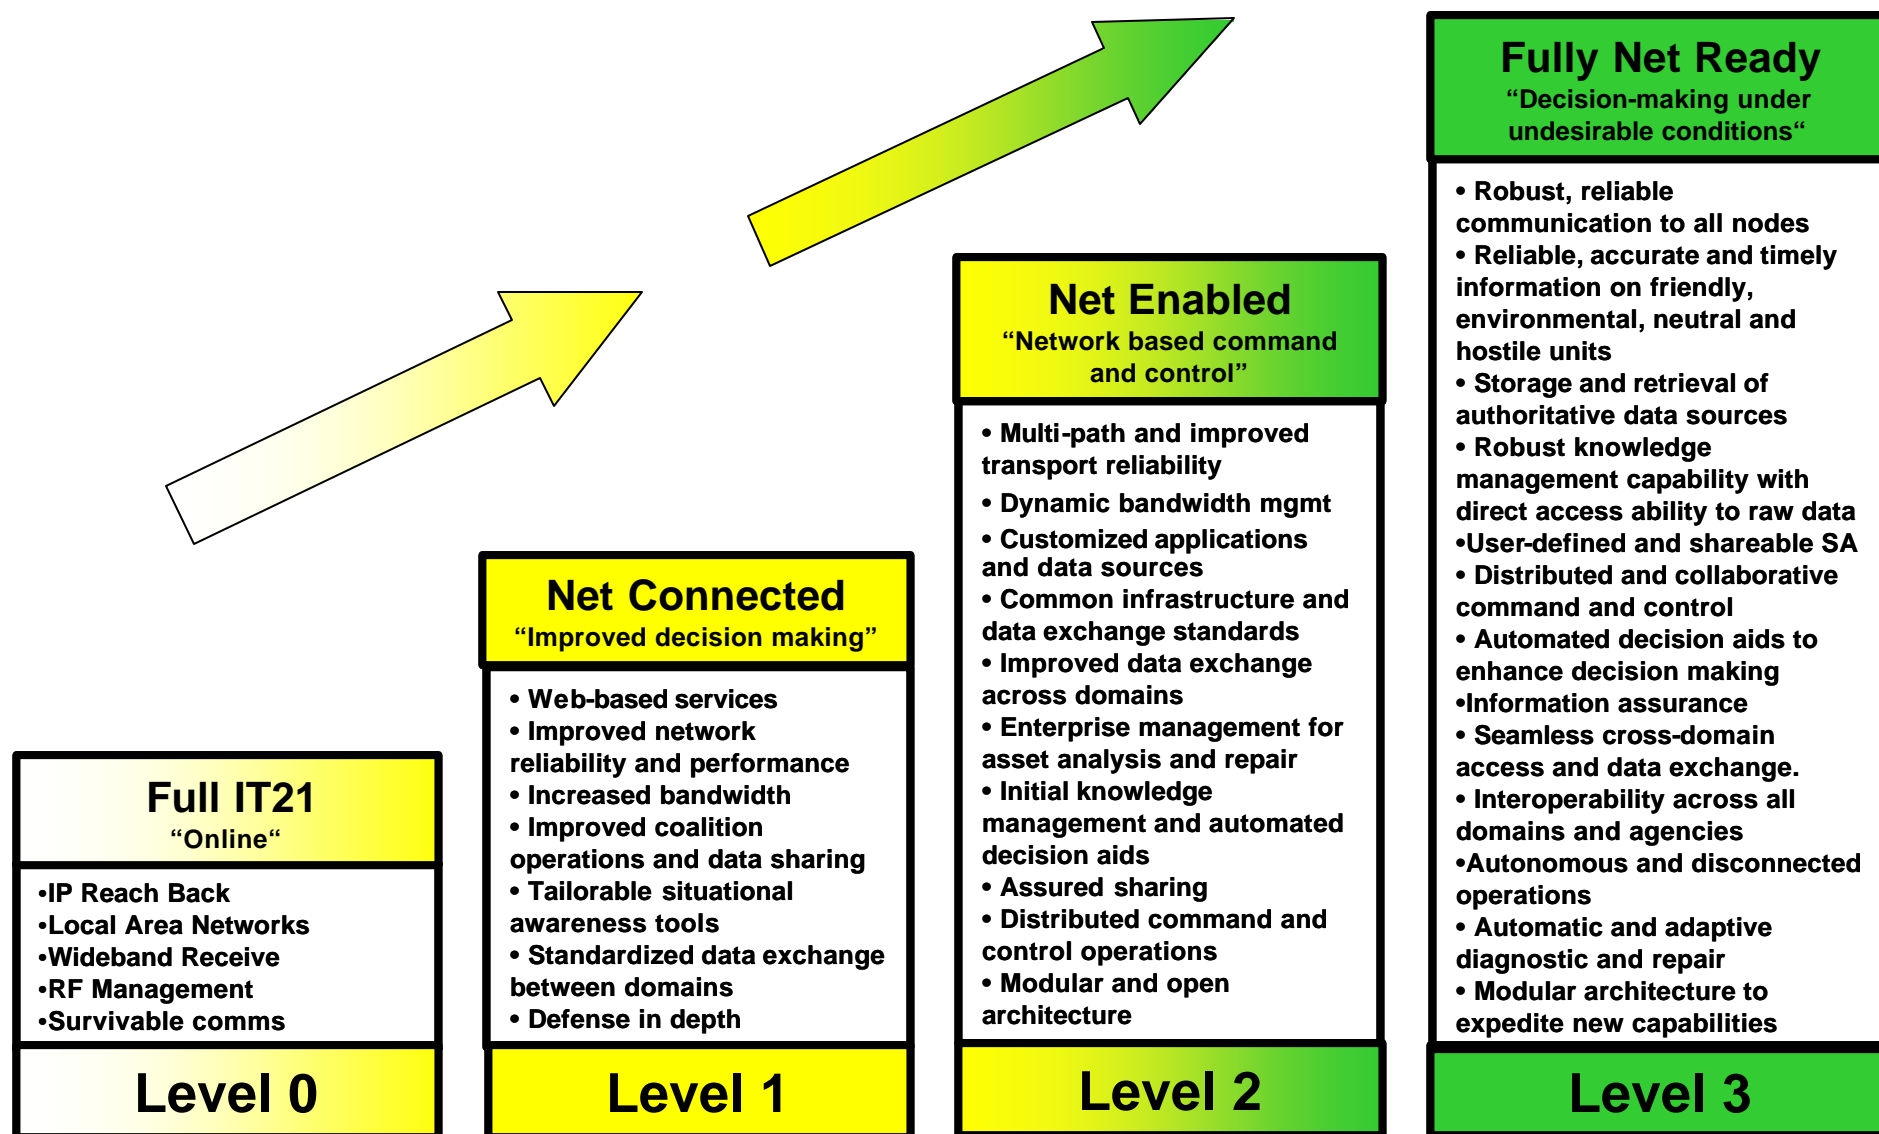 Full IT21
“Online“
•IP Reach Back
•Local Area Networks
•Wideband Receive
•RF Management
•Survivable comms
Level 0
Net Connected
“Improved decision making”
• Web-based services
• Improved network
reliability and performance
• Increased bandwidth
• Improved coalition
operations and data sharing
• Tailorable situational
awareness tools
• Standardized data exchange
between domains
• Defense in depth
Level 1
Net Enabled
“Network based command
and control”
• Multi-path and improved
transport reliability
• Dynamic bandwidth mgmt
• Customized applications
and data sources
• Common infrastructure and
data exchange standards
• Improved data exchange
across domains
• Enterprise management for
asset analysis and repair
• Initial knowledge
management and automated
decision aids
• Assured sharing
• Distributed command and
control operations
• Modular and open
architecture
Level 2
Fully Net Ready
“Decision-making under
undesirable conditions“
• Robust, reliable
communication to all nodes
• Reliable, accurate and timely
information on friendly,
environmental, neutral and
hostile units
• Storage and retrieval of
authoritative data sources
• Robust knowledge
management capability with
direct access ability to raw data
•User-defined and shareable SA
• Distributed and collaborative
command and control
• Automated decision aids to
enhance decision making
•Information assurance
• Seamless cross-domain
access and data exchange.
• Interoperability across all
domains and agencies
•Autonomous and disconnected
operations
• Automatic and adaptive
diagnostic and repair
• Modular architecture to
expedite new capabilities
Level 3